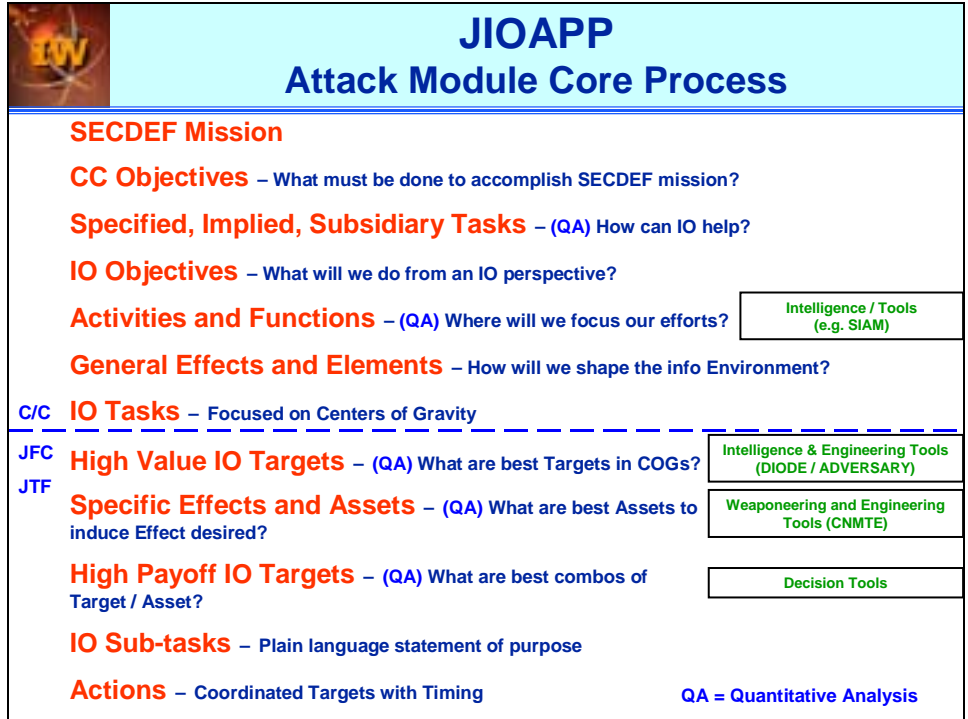 IW
JIOAPP
Attack Module Core Process
SECDEF Mission
CC Objectives – What must be done to accomplish SECDEF mission?
Specified, Implied, Subsidiary Tasks – (QA) How can IO help?
IO Objectives – What will we do from an IO perspective?
Activities and Functions – (QA) Where will we focus our efforts?
Intelligence / Tools
(e.g. SIAM)
General Effects and Elements – How will we shape the info Environment?
C/C IO Tasks – Focused on Centers of Gravity
JFC
JTF
High Value IO Targets – (QA) What are best Targets in COGs?
Intelligence & Engineering Tools
(DIODE / ADVERSARY)
Specific Effects and Assets – (QA) What are best Assets to
induce Effect desired?
Weaponeering and Engineering
Tools (CNMTE)
High Payoff IO Targets – (QA) What are best combos of
Target / Asset?
Decision Tools
IO Sub-tasks – Plain language statement of purpose
Actions – Coordinated Targets with Timing
QA = Quantitative Analysis